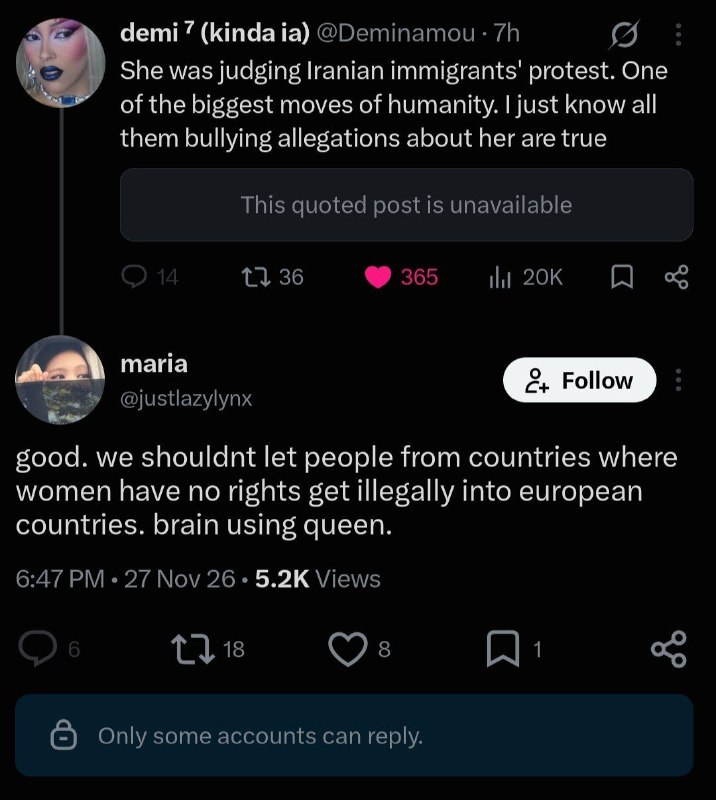 demi ⁷ (kinda ia) @Deminamou · 7h
She was judging Iranian immigrants' protest. One
of the biggest moves of humanity. I just know all
them bullying allegations about her are true
This quoted post is unavailable
14 36 365 20K
maria
@justlazylynx
Follow
good. we shouldnt let people from countries where
women have no rights get illegally into european
countries. brain using queen.
6:47 PM • 27 Nov 26 • 5.2K Views
6 18 8 1
Only some accounts can reply.